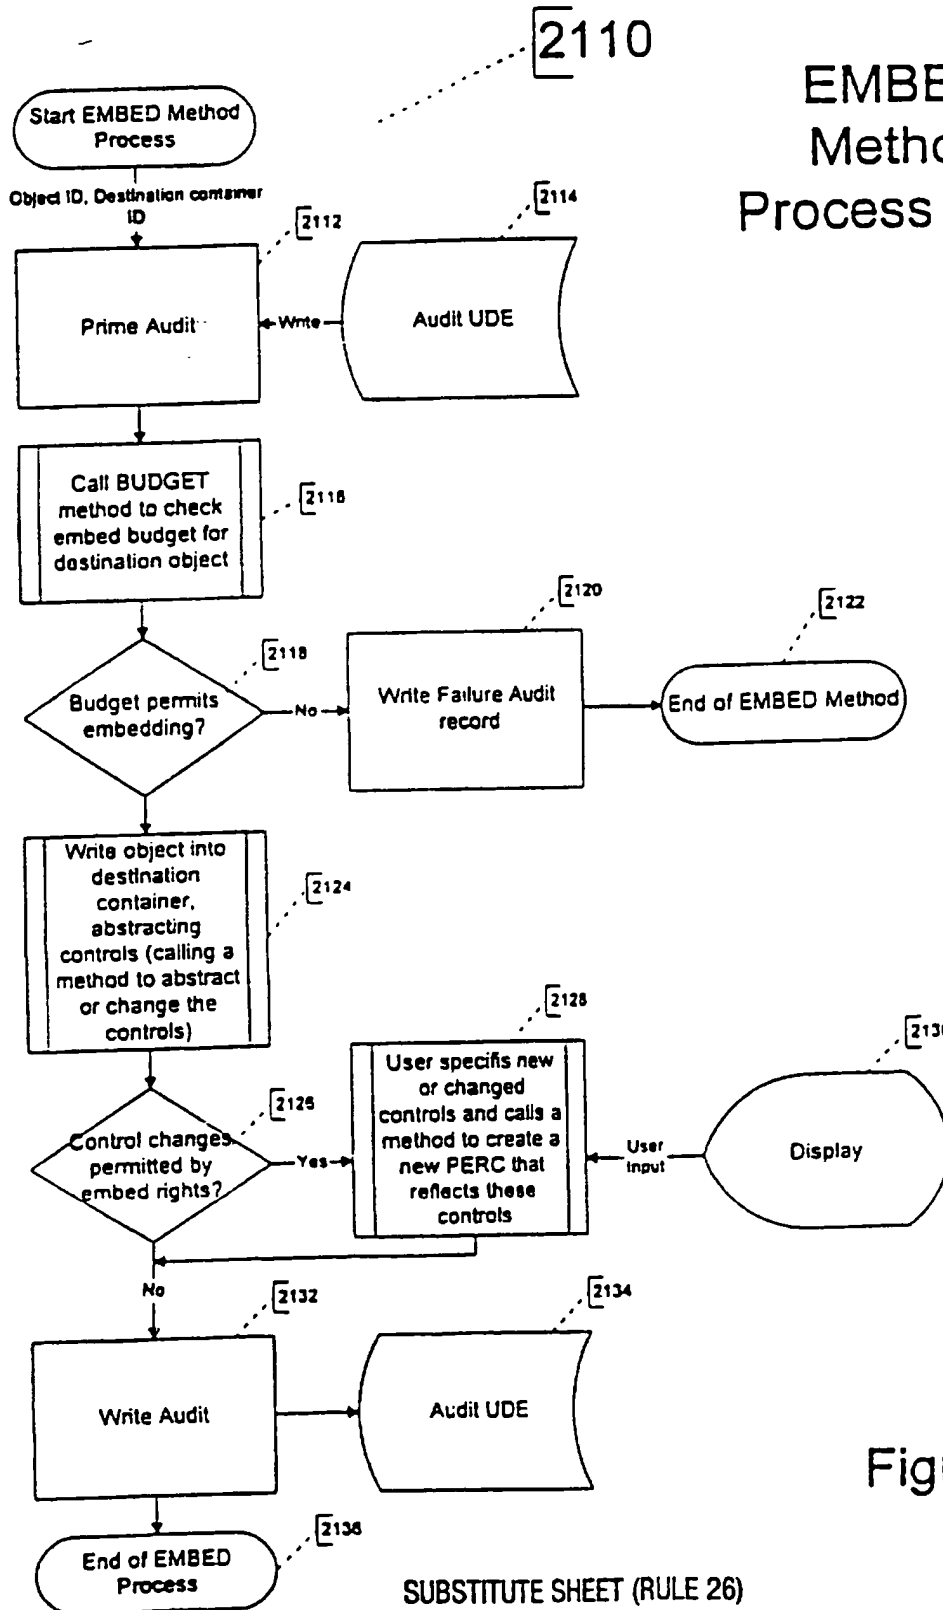 2110
EMBE
Metho
Process
Start EMBED Method
Process
Object ID, Destination container
ID
2112
2114
Prime Audit
Write
Audit UDE
Call BUDGET
method to check
embed budget for
destination object
2116
2118
Budget permits
embedding?
No
2120
Write Failure Audit
record
2122
End of EMBED Method
Write object into
destination
container,
abstracting
controls (calling a
method to abstract
or change the
controls)
2124
2126
Control changes
permitted by
embed rights?
Yes
2128
User specifis new
or changed
controls and calls a
method to create a
new PERC that
reflects these
controls
User
Input
2130
Display
No
2132
Write Audit
2134
Audit UDE
Figu
2136
End of EMBED
Process
SUBSTITUTE SHEET (RULE 26)